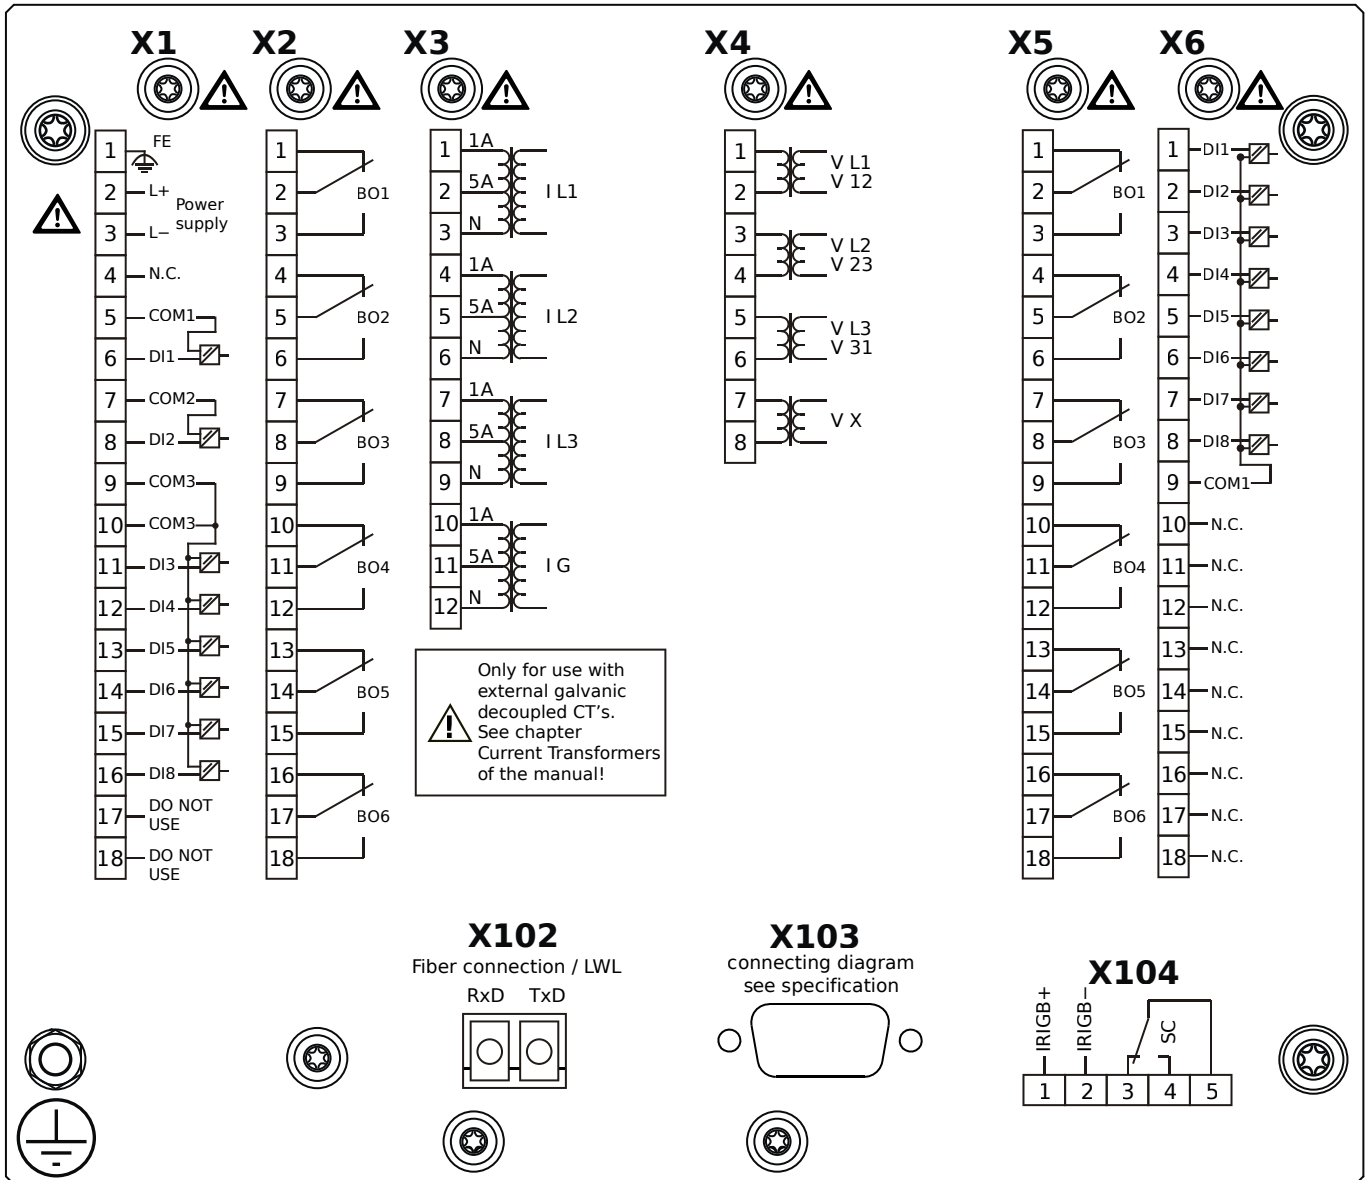 X1 X2 X3 X4 X5 X6
1 FE
2 L+
Power
supply
3 L−
4 N.C.
5 COM1
6 DI1
7 COM2
8 DI2
9 COM3
10 COM3
11 DI3
12 DI4
13 DI5
14 DI6
15 DI7
16 DI8
17 DO NOT
USE
18 DO NOT
USE
1
2 BO1
3
4
5 BO2
6
7
8 BO3
9
10
11 BO4
12
13
14 BO5
15
16
17 BO6
18
1 1A
2 5A I L1
3 N
4 1A
5 5A I L2
6 N
7 1A
8 5A I L3
9 N
10 1A
11 5A I G
12 N
Only for use with
external galvanic
decoupled CT's.
See chapter
Current Transformers
of the manual!
1 V L1
2 V 12
3 V L2
4 V 23
5 V L3
6 V 31
7 V X
8
1
2 BO1
3
4
5 BO2
6
7
8 BO3
9
10
11 BO4
12
13
14 BO5
15
16
17 BO6
18
1 DI1
2 DI2
3 DI3
4 DI4
5 DI5
6 DI6
7 DI7
8 DI8
9 COM1
10 N.C.
11 N.C.
12 N.C.
13 N.C.
14 N.C.
15 N.C.
16 N.C.
17 N.C.
18 N.C.
X102
Fiber connection / LWL
RxD TxD
X103
connecting diagram
see specification
X104
IRIGB+
IRIGB−
SC
1 2 3 4 5